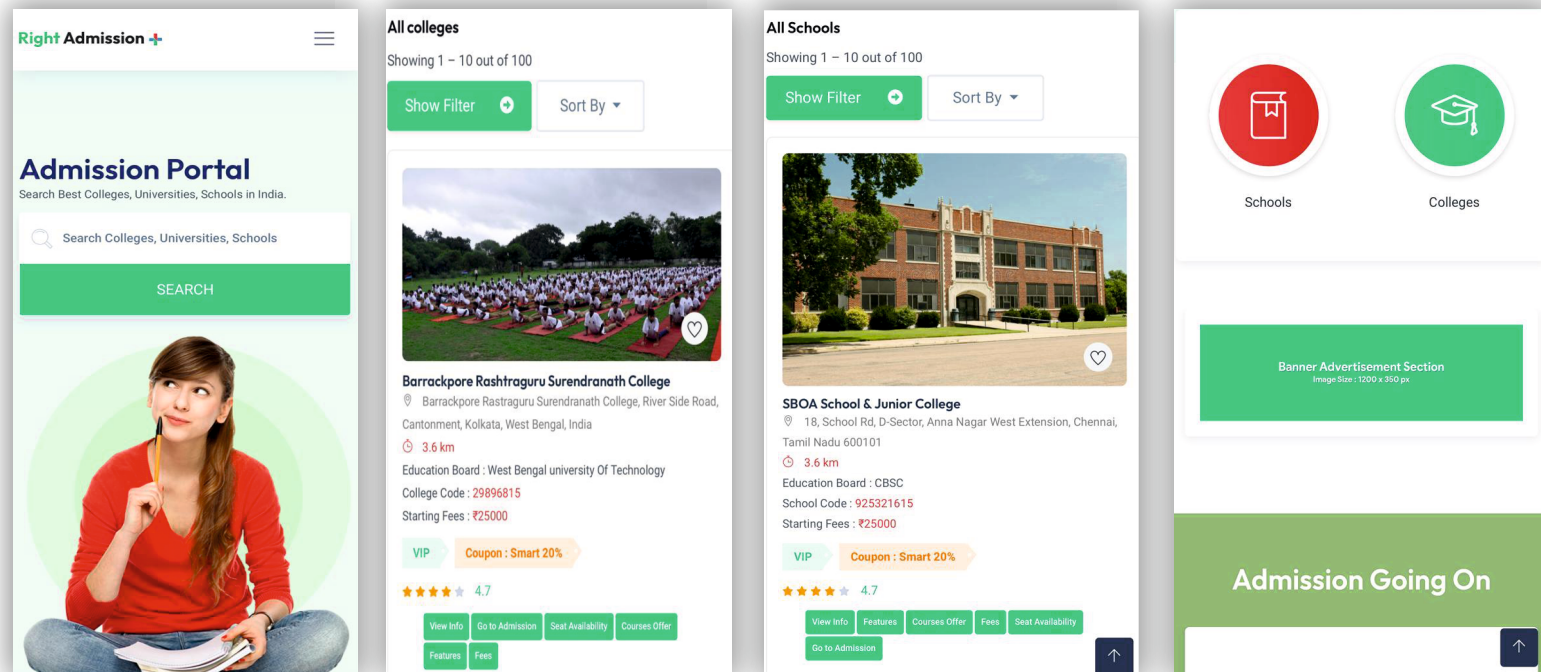 Right Admission
Admission Portal
Search Best Colleges, Universities, Schools in India.
Search Colleges, Universities, Schools
SEARCH
All colleges
Showing 1 – 10 out of 100
Show Filter
Sort By
Barrackpore Rashtraguru Surendranath College
Barrackpore Rastraguru Surendranath College, River Side Road,
Cantonment, Kolkata, West Bengal, India
3.6 km
Education Board : West Bengal university Of Technology
College Code : 29896815
Starting Fees : ₹25000
VIP
Coupon : Smart 20%
4.7
View Info
Go to Admission
Seat Availability
Courses Offer
Features
Fees
All Schools
Showing 1 – 10 out of 100
Show Filter
Sort By
SBOA School & Junior College
18, School Rd, D-Sector, Anna Nagar West Extension, Chennai,
Tamil Nadu 600101
3.6 km
Education Board : CBSC
School Code : 925321615
Starting Fees : ₹25000
VIP
Coupon : Smart 20%
4.7
View Info
Features
Courses Offer
Fees
Seat Availability
Go to Admission
Schools
Colleges
Banner Advertisement Section
Image Size : 1200 x 350 px
Admission Going On